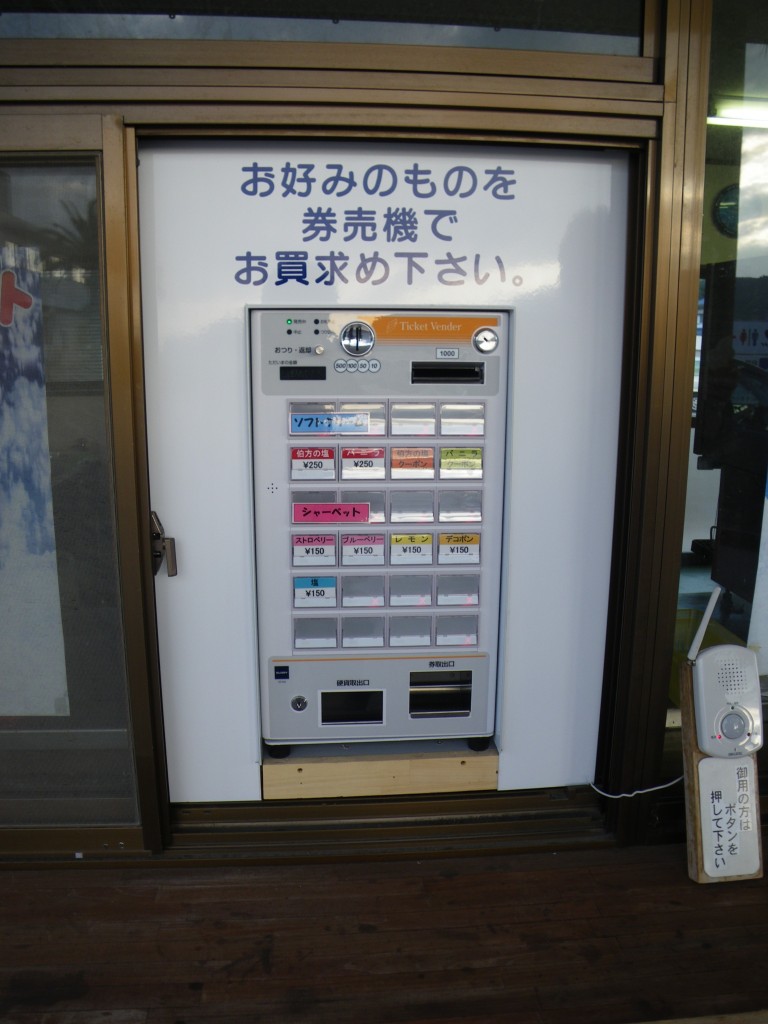 お好みのものを
券売機で
お買求め下さい。
Ticket Vender
おつり・返却
1000
500 100 50 10
ソフトクリーム
伯方の塩 バニラ 伯方の塩 バニラ
¥250 ¥250 クーポン クーポン
シャーベット
ストロベリー ブルーベリー レモン デコポン
¥150 ¥150 ¥150 ¥150
塩
¥150
券取出口
硬貨取出口
ト
御用の方は
ボタンを
押して下さい